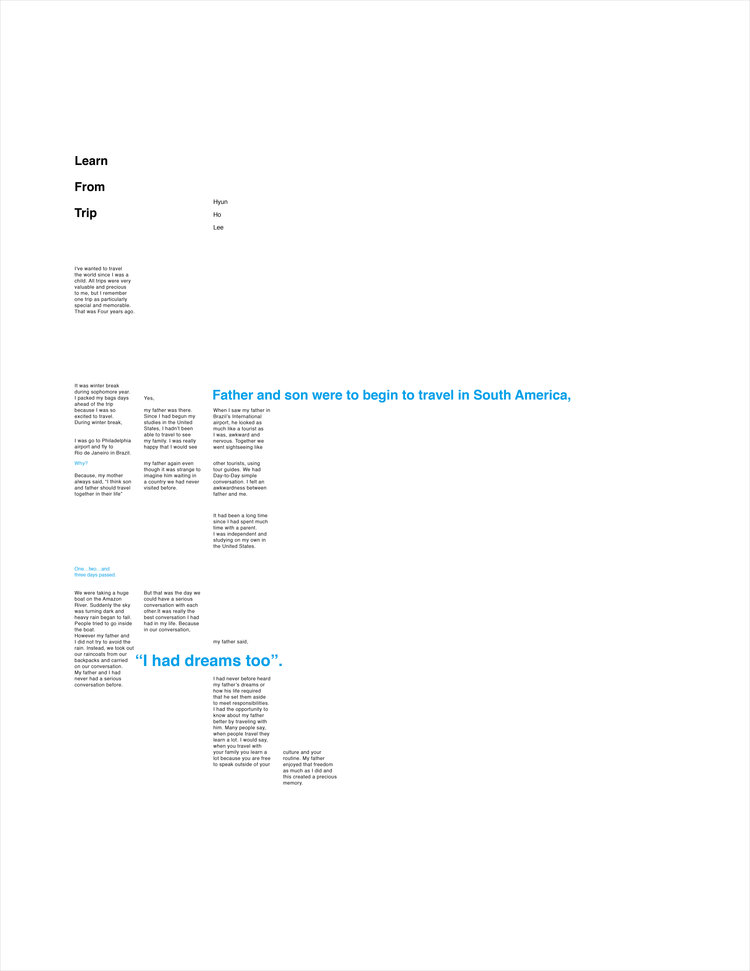 Learn
From
Trip
Hyun
Ho
Lee
I've wanted to travel
the world since I was a
child. All trips were very
valuable and precious
to me, but I remember
one trip as particularly
special and memorable.
That was Four years ago.
It was winter break
during sophomore year.
I packed my bags days
ahead of the trip
because I was so
excited to travel.
During winter break,
I was go to Philadelphia
airport and fly to
Rio de Janeiro in Brazil.
Why?
Because, my mother
always said, "I think son
and father should travel
together in their life"
Yes,
my father was there.
Since I had begun my
studies in the United
States, I hadn't been
able to travel to see
my family. I was really
happy that I would see
my father again even
though it was strange to
imagine him waiting in
a country we had never
visited before.
Father and son were to begin to travel in South America,
When I saw my father in
Brazil's International
airport, he looked as
much like a tourist as
I was, awkward and
nervous. Together we
went sightseeing like
other tourists, using
tour guides. We had
Day-to-Day simple
conversation. I felt an
awkwardness between
father and me.
It had been a long time
since I had spent much
time with a parent.
I was independent and
studying on my own in
the United States.
One...two...and
three days passed.
We were taking a huge
boat on the Amazon
River. Suddenly the sky
was turning dark and
heavy rain began to fall.
People tried to go inside
the boat.
However my father and
I did not try to avoid the
rain. Instead, we took out
our raincoats from our
backpacks and carried
on our conversation.
My father and I had
never had a serious
conversation before.
But that was the day we
could have a serious
conversation with each
other.It was really the
best conversation I had
had in my life. Because
in our conversation,
my father said,
“I had dreams too”.
I had never before heard
my father's dreams or
how his life required
that he set them aside
to meet responsibilities.
I had the opportunity to
know about my father
better by traveling with
him. Many people say,
when people travel they
learn a lot. I would say,
when you travel with
your family you learn a
lot because you are free
to speak outside of your
culture and your
routine. My father
enjoyed that freedom
as much as I did and
this created a precious
memory.